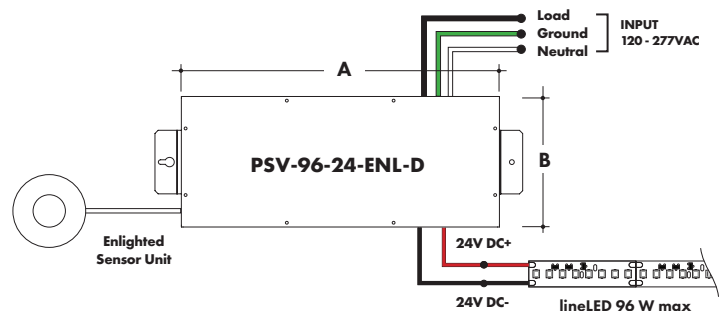 Load
Ground
Neutral
INPUT
120 - 277VAC
A
PSV-96-24-ENL-D
B
Enlighted
Sensor Unit
24V DC+
24V DC-
lineLED 96 W max